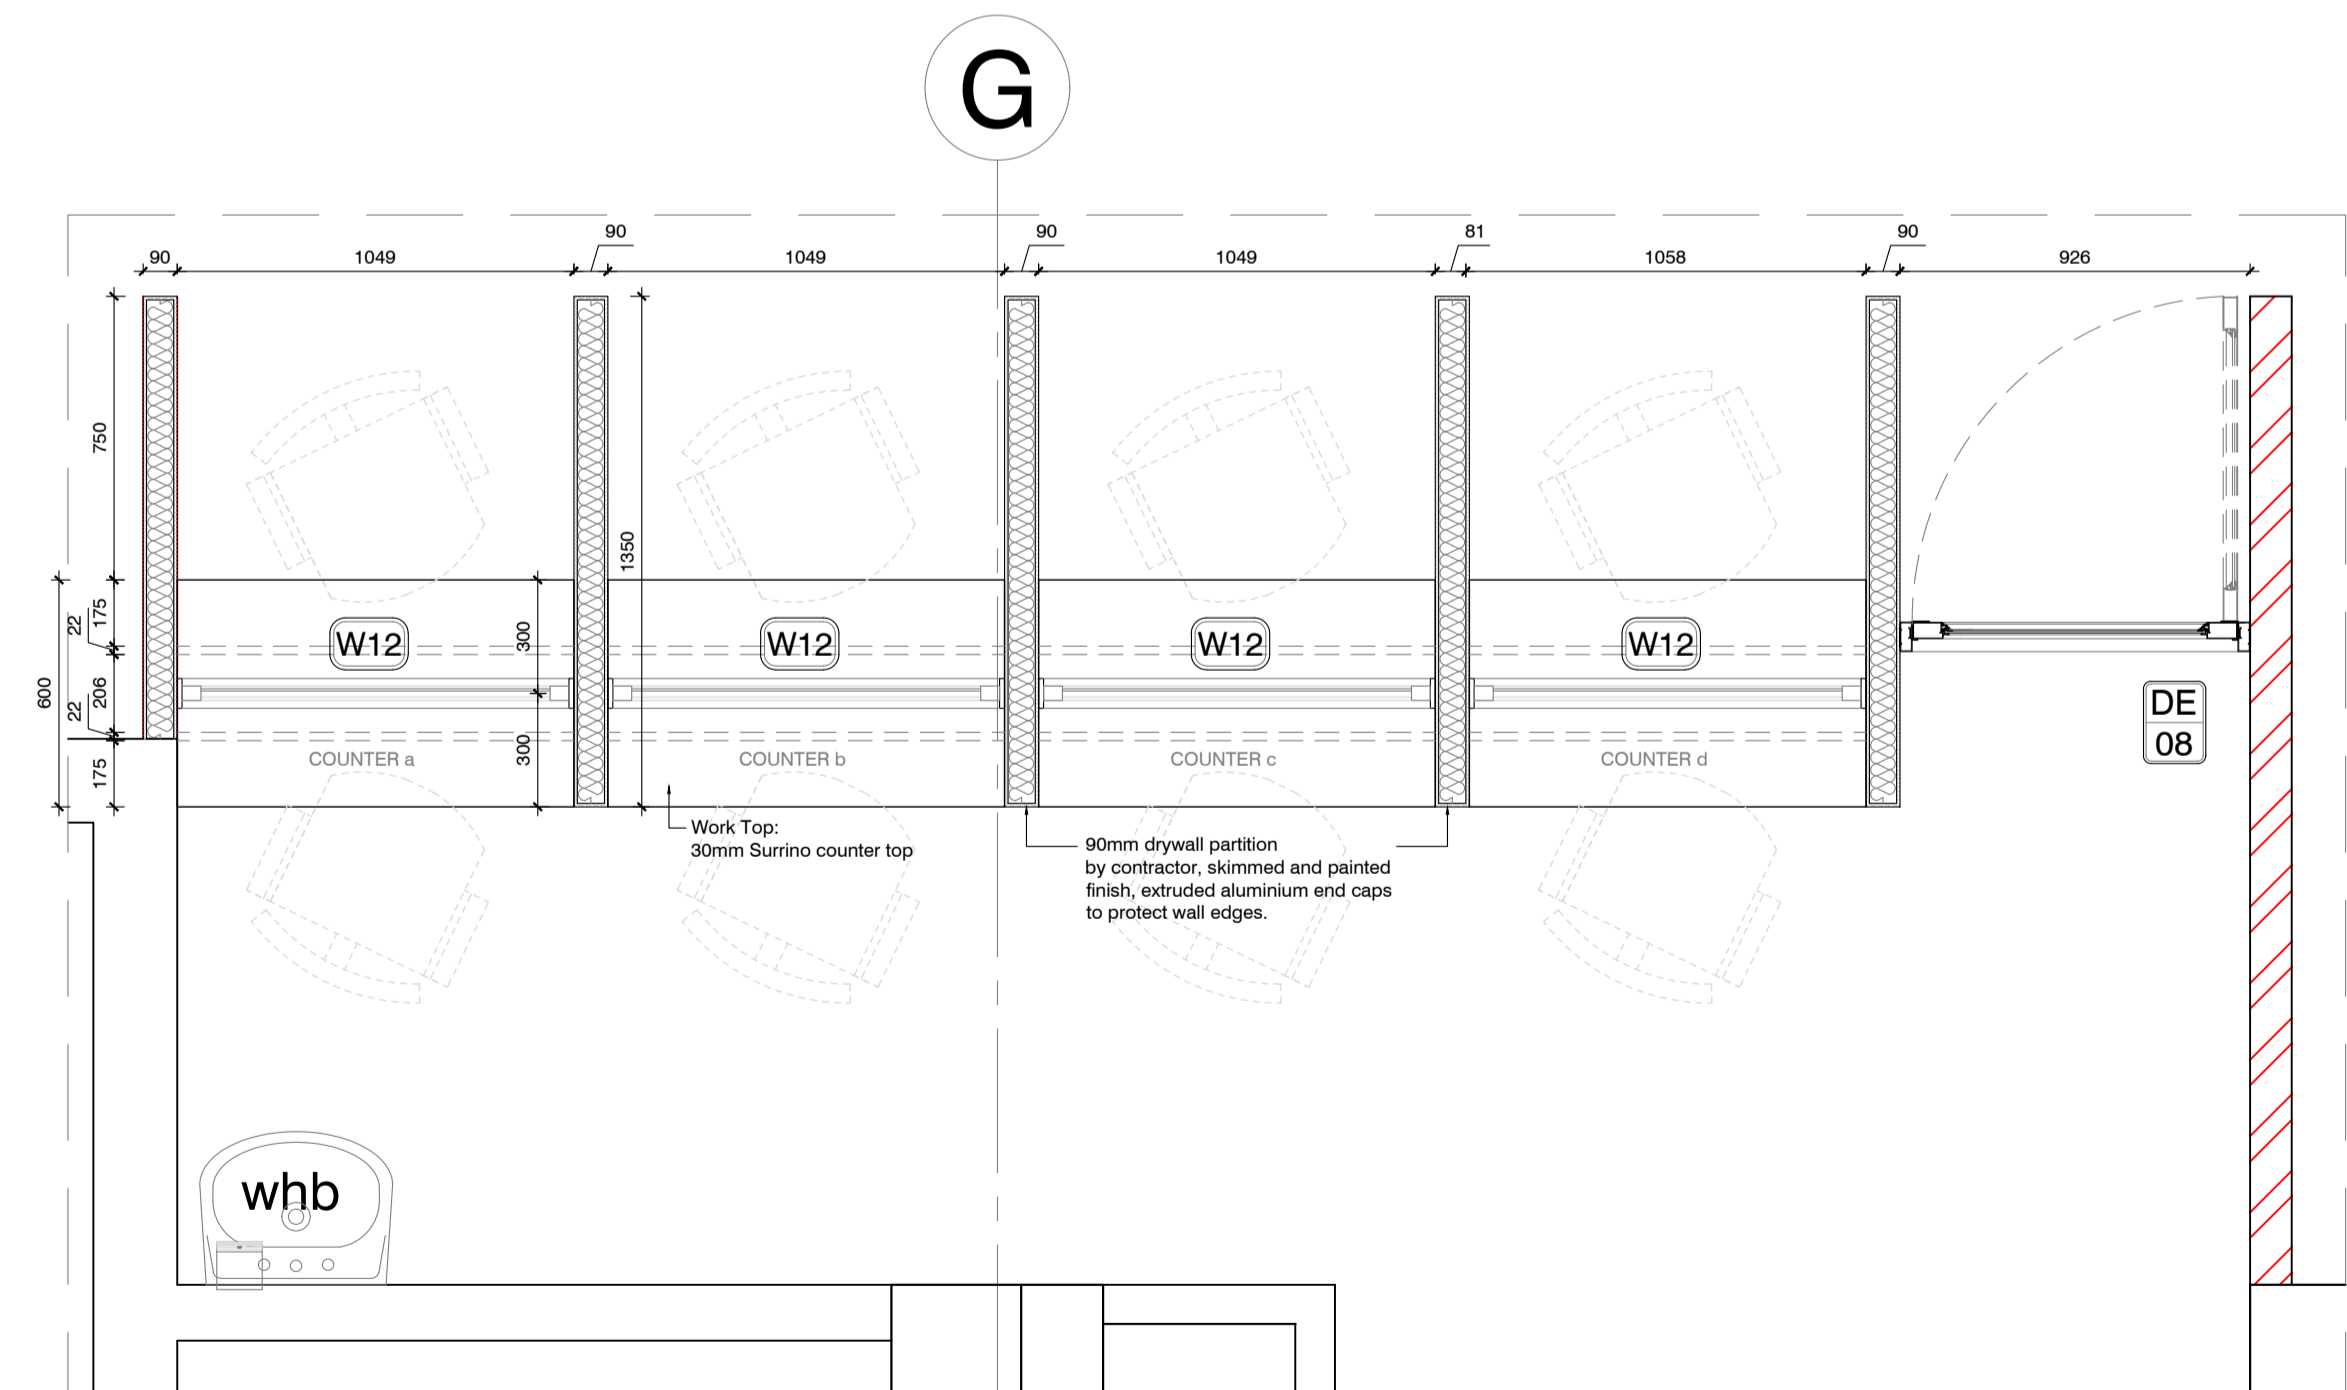 G
90
90
90
81
90
1049
1049
1049
1058
926
750
1350
22
175
300
600
22
206
300
175
W12
W12
W12
W12
DE
08
COUNTER a
COUNTER b
COUNTER c
COUNTER d
Work Top:
30mm Surrino counter top
90mm drywall partition
by contractor, skimmed and painted
finish, extruded aluminium end caps
to protect wall edges.
whb